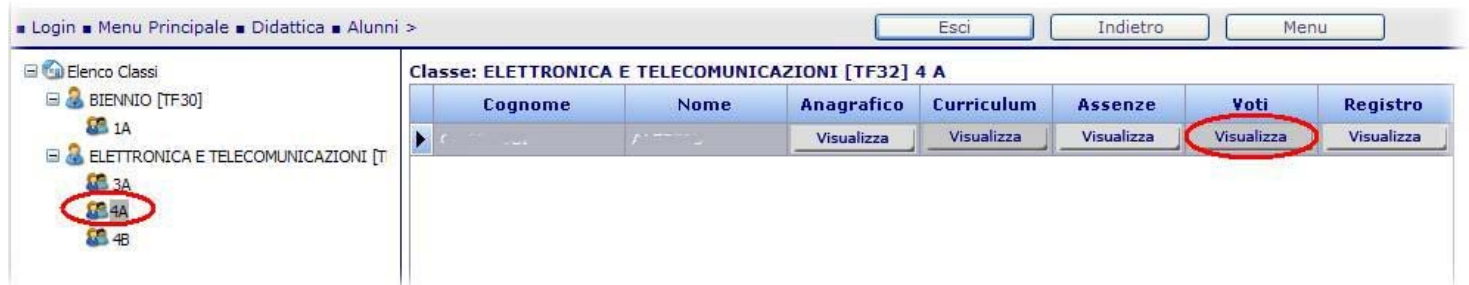 Login Menu Principale Didattica Alunni >
Esci Indietro Menu
Elenco Classi
BIENNIO [TF30]
1A
ELETTRONICA E TELECOMUNICAZIONI [T
3A
4A
4B
Classe: ELETTRONICA E TELECOMUNICAZIONI [TF32] 4 A
Cognome Nome Anagrafico Curriculum Assenze Voti Registro
Visualizza Visualizza Visualizza Visualizza Visualizza